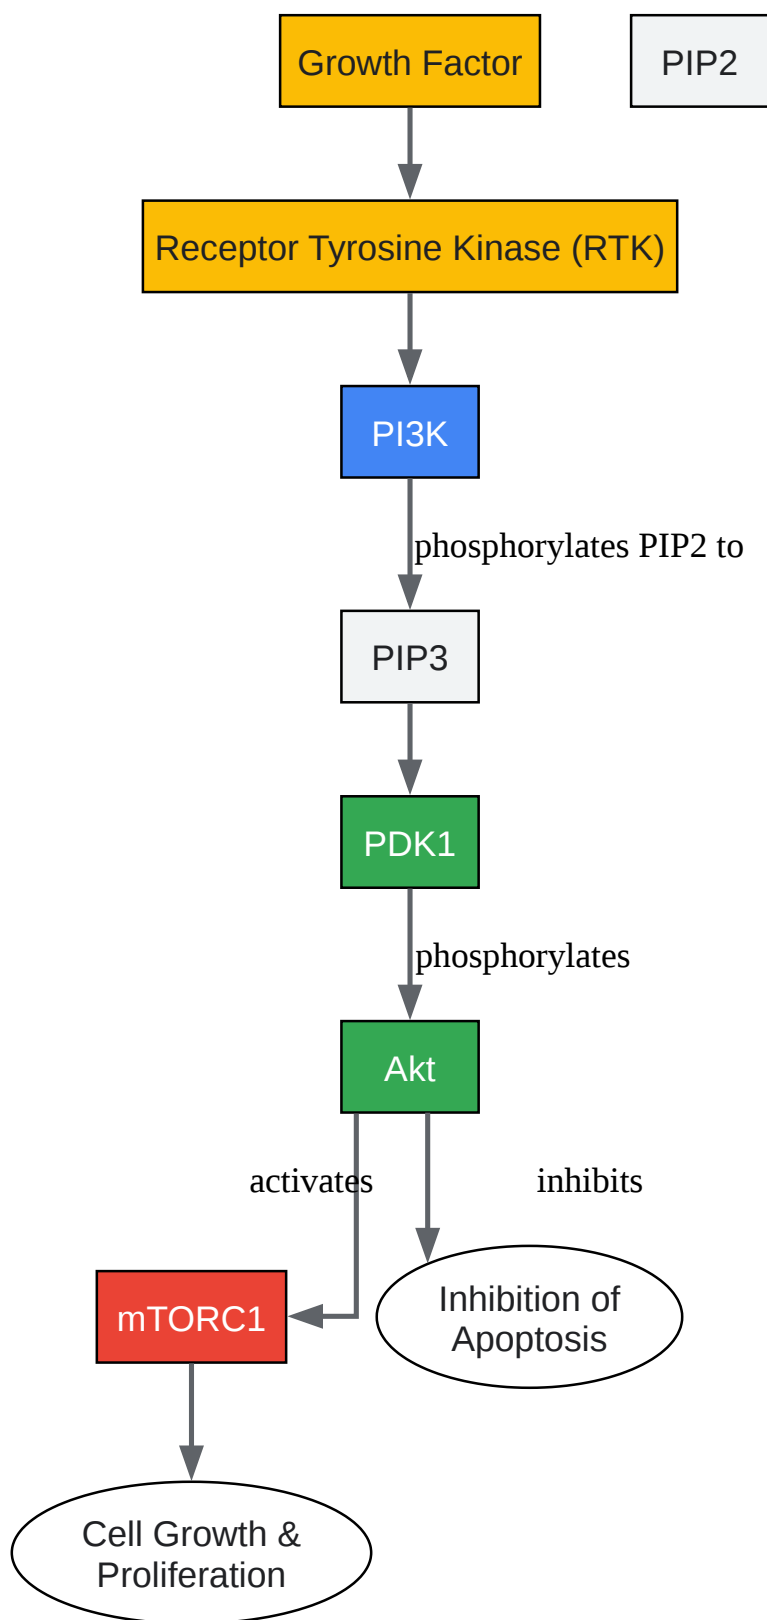 Growth Factor
PIP2
Receptor Tyrosine Kinase (RTK)
PI3K
phosphorylates PIP2 to
PIP3
PDK1
phosphorylates
Akt
activates
inhibits
mTORC1
Inhibition of
Apoptosis
Cell Growth &
Proliferation